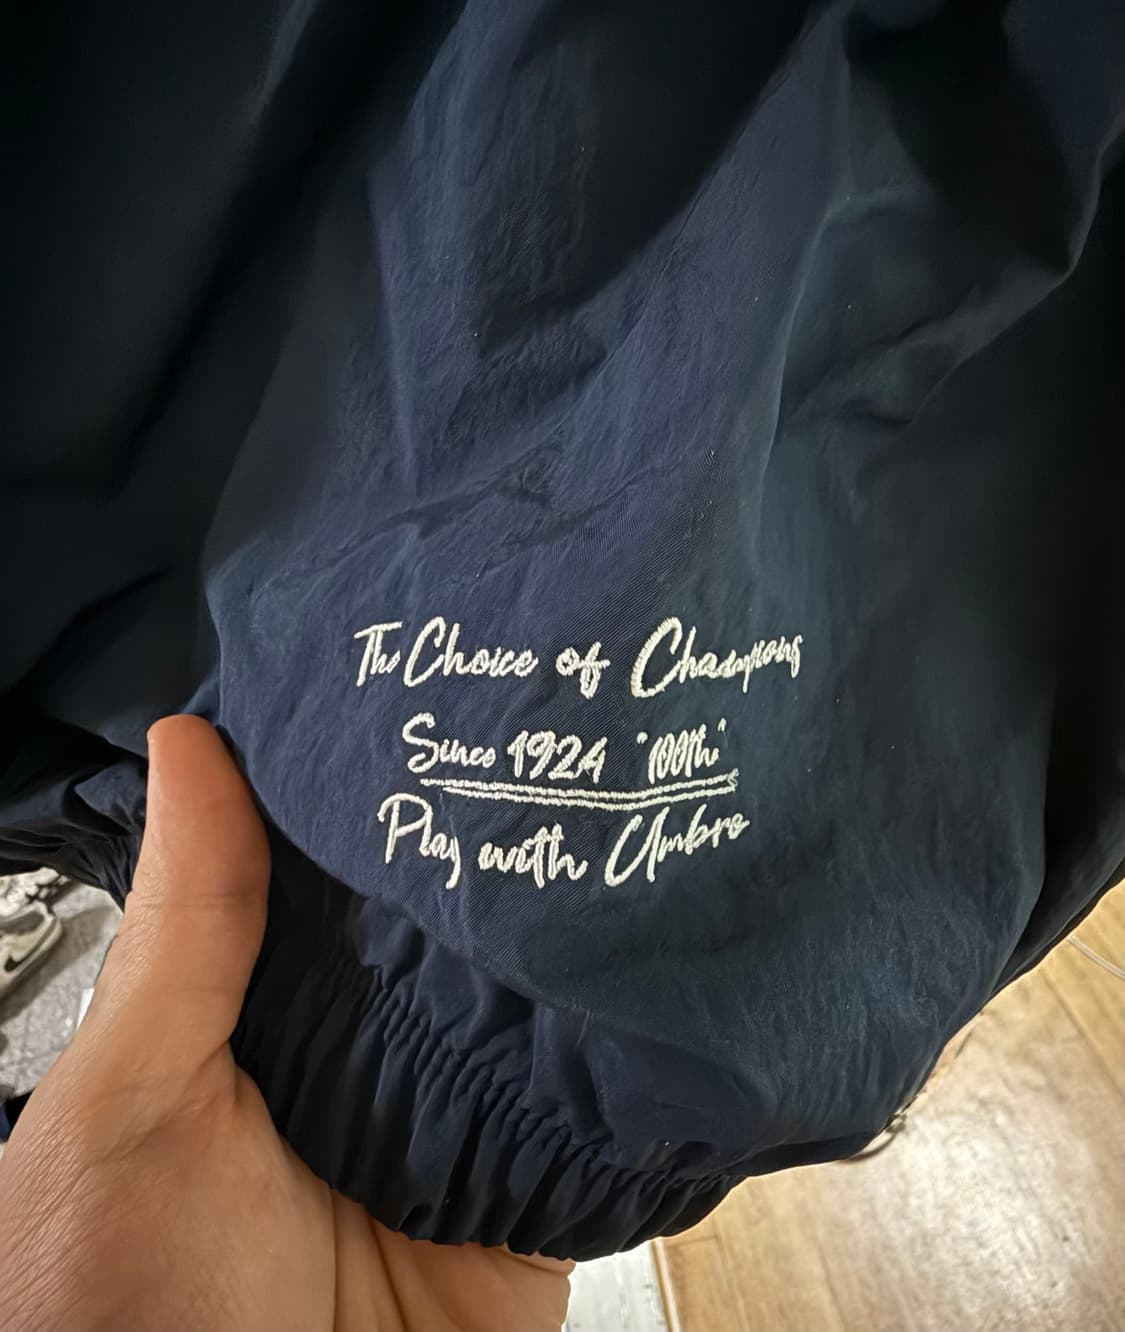 The Choice of Champions
Since 1924 "100th"
Play with Umbro